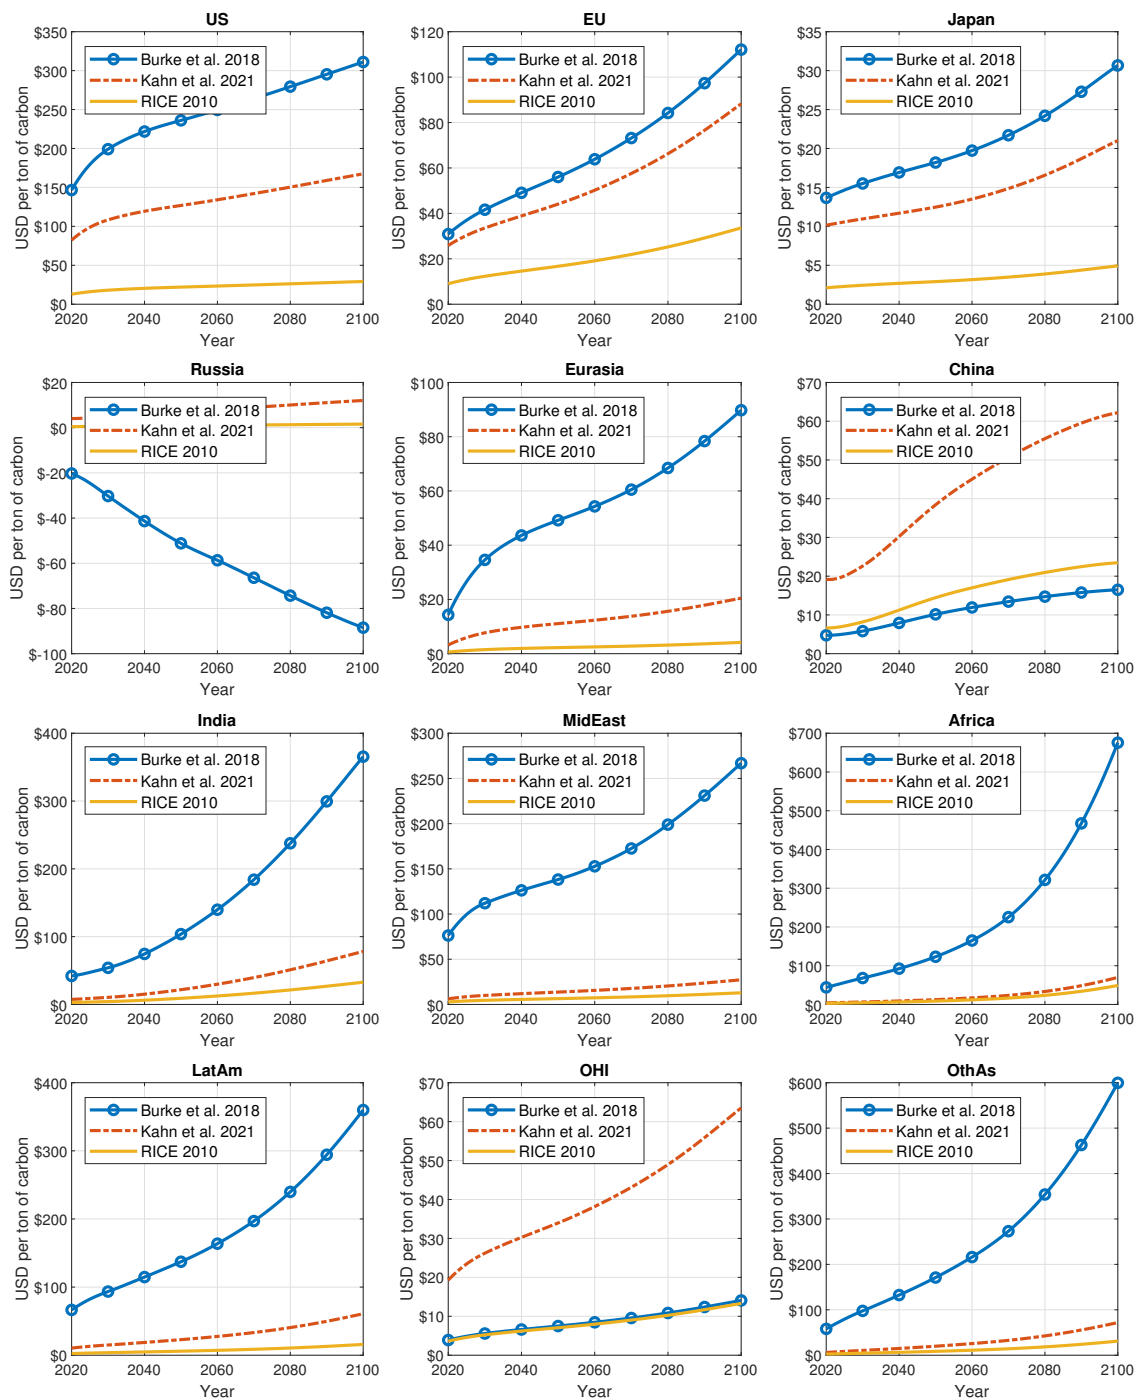 US
$350
$300
$250
$200
$150
$100
$50
$0
USD per ton of carbon
Burke et al. 2018
Kahn et al. 2021
RICE 2010
2020 2040 2060 2080 2100
Year
EU
$120
$100
$80
$60
$40
$20
$0
USD per ton of carbon
Burke et al. 2018
Kahn et al. 2021
RICE 2010
2020 2040 2060 2080 2100
Year
Japan
$35
$30
$25
$20
$15
$10
$5
$0
USD per ton of carbon
Burke et al. 2018
Kahn et al. 2021
RICE 2010
2020 2040 2060 2080 2100
Year
Russia
$20
$0
$-20
$-40
$-60
$-80
$-100
USD per ton of carbon
Burke et al. 2018
Kahn et al. 2021
RICE 2010
2020 2040 2060 2080 2100
Year
Eurasia
$100
$80
$60
$40
$20
$0
USD per ton of carbon
Burke et al. 2018
Kahn et al. 2021
RICE 2010
2020 2040 2060 2080 2100
Year
China
$70
$60
$50
$40
$30
$20
$10
$0
USD per ton of carbon
Burke et al. 2018
Kahn et al. 2021
RICE 2010
2020 2040 2060 2080 2100
Year
India
$400
$300
$200
$100
$0
USD per ton of carbon
Burke et al. 2018
Kahn et al. 2021
RICE 2010
2020 2040 2060 2080 2100
Year
MidEast
$300
$250
$200
$150
$100
$50
$0
USD per ton of carbon
Burke et al. 2018
Kahn et al. 2021
RICE 2010
2020 2040 2060 2080 2100
Year
Africa
$700
$600
$500
$400
$300
$200
$100
$0
USD per ton of carbon
Burke et al. 2018
Kahn et al. 2021
RICE 2010
2020 2040 2060 2080 2100
Year
LatAm
$400
$300
$200
$100
$0
USD per ton of carbon
Burke et al. 2018
Kahn et al. 2021
RICE 2010
2020 2040 2060 2080 2100
Year
OHI
$70
$60
$50
$40
$30
$20
$10
$0
USD per ton of carbon
Burke et al. 2018
Kahn et al. 2021
RICE 2010
2020 2040 2060 2080 2100
Year
OthAs
$600
$500
$400
$300
$200
$100
$0
USD per ton of carbon
Burke et al. 2018
Kahn et al. 2021
RICE 2010
2020 2040 2060 2080 2100
Year